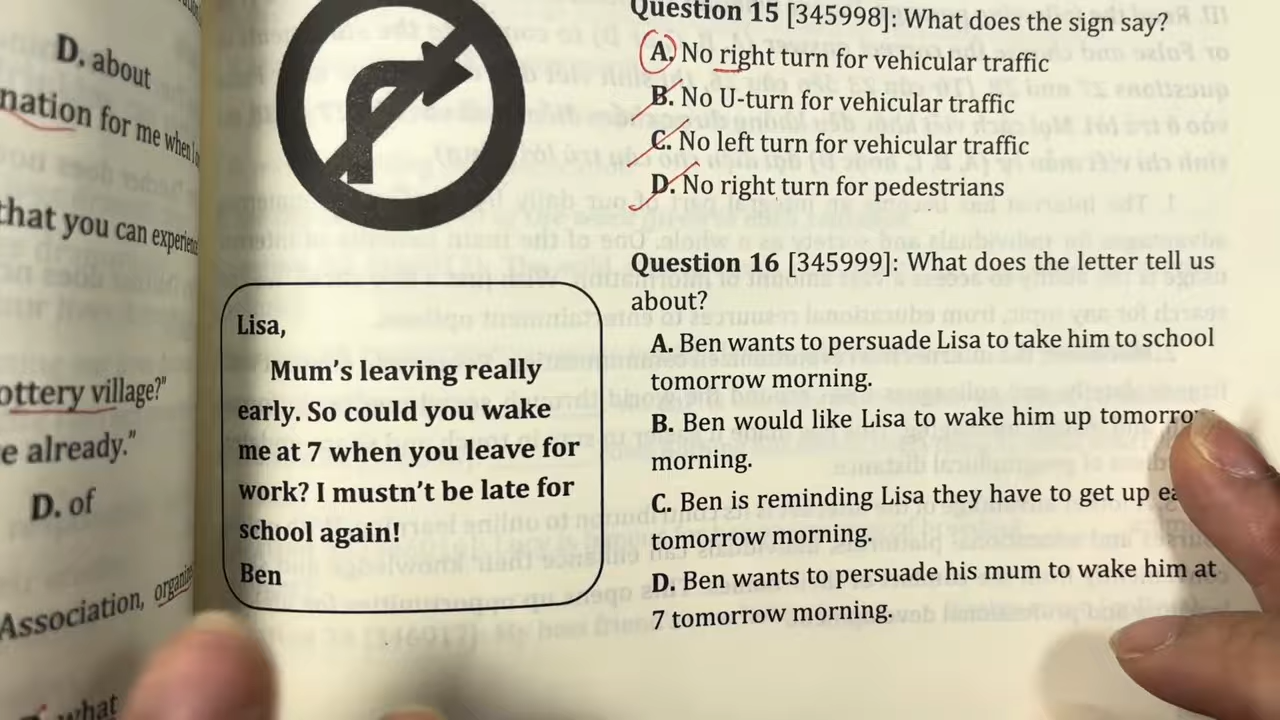 D. about
nation for me when I
that you can experienc
ottery village?"
e already."
D. of
Association, organiz
what
Question 15 [345998]: What does the sign say?
A. No right turn for vehicular traffic
B. No U-turn for vehicular traffic
C. No left turn for vehicular traffic
D. No right turn for pedestrians
Lisa,
Mum's leaving really
early. So could you wake
me at 7 when you leave for
work? I mustn't be late for
school again!
Ben
Question 16 [345999]: What does the letter tell us
about?
A. Ben wants to persuade Lisa to take him to school
tomorrow morning.
B. Ben would like Lisa to wake him up tomorrow
morning.
C. Ben is reminding Lisa they have to get up ea
tomorrow morning.
D. Ben wants to persuade his mum to wake him at
7 tomorrow morning.